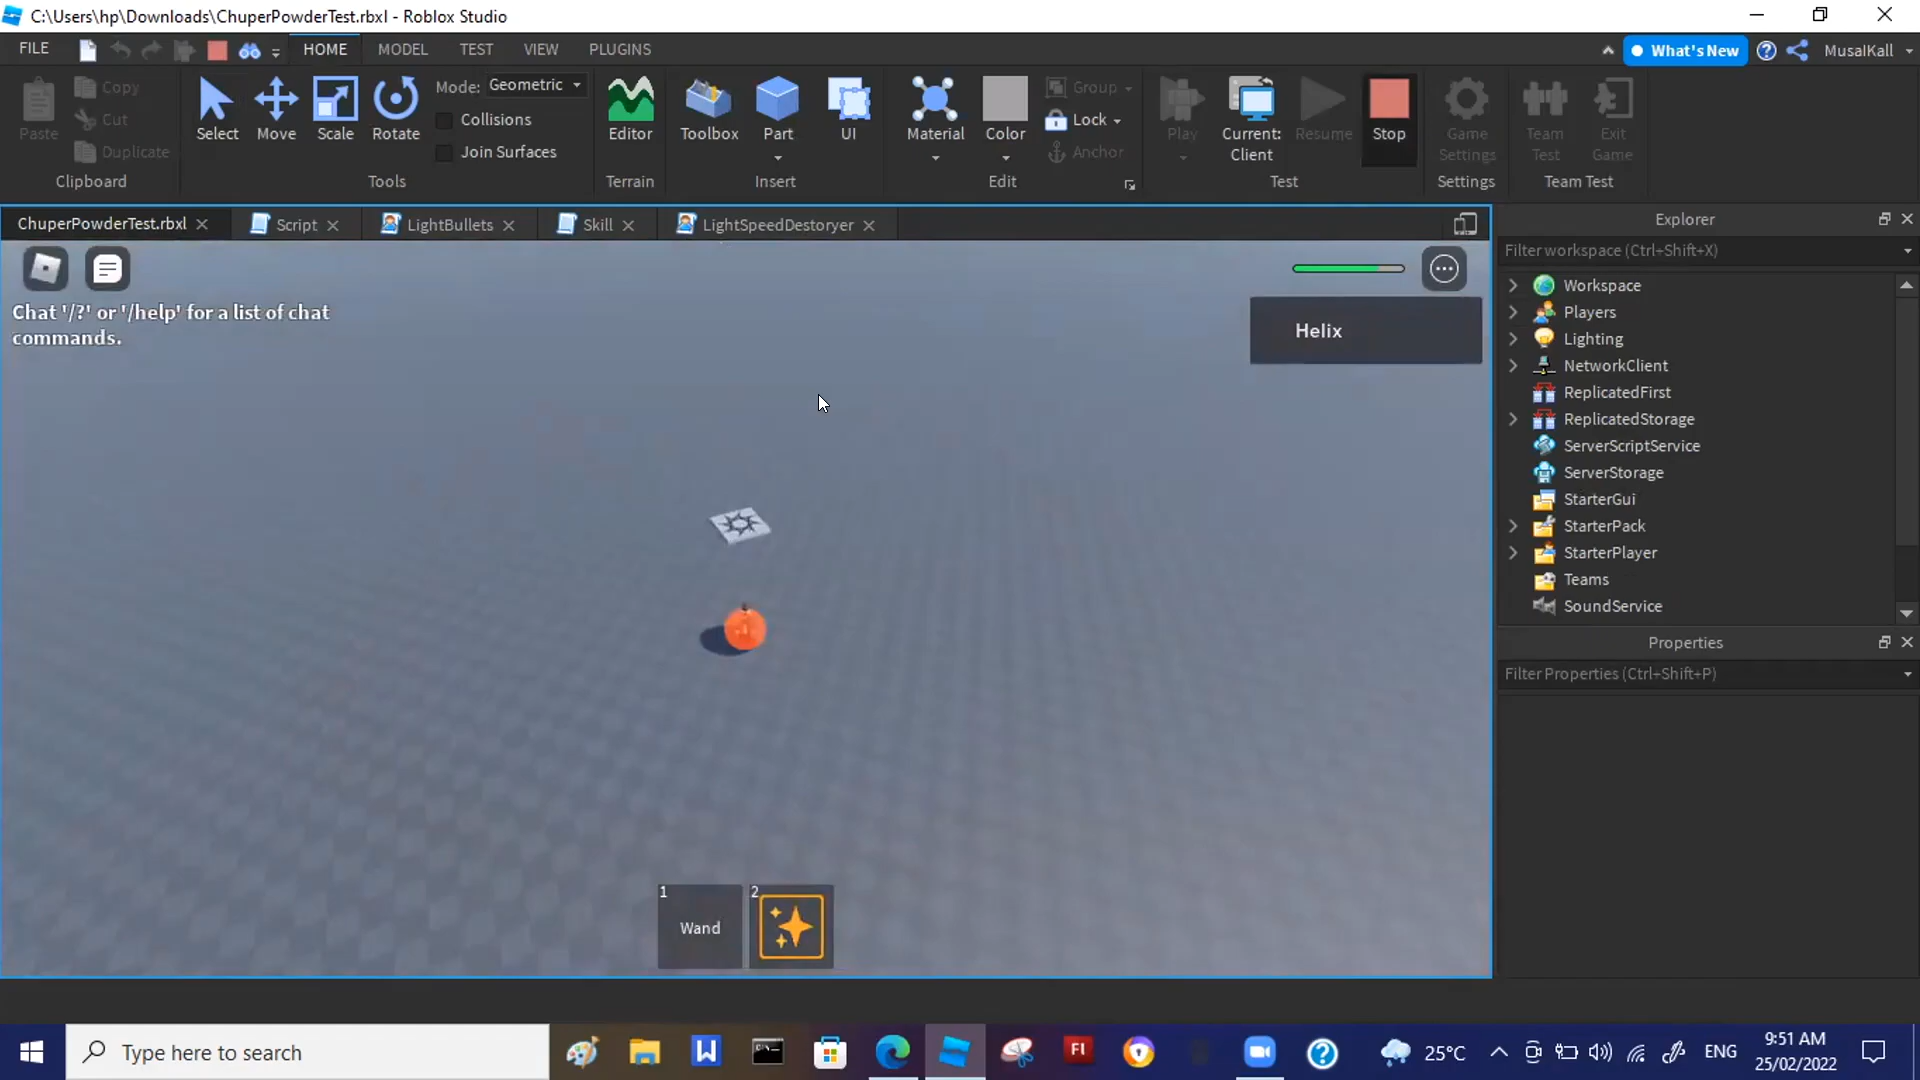 C:\Users\hp\Downloads\ChuperPowderTest.rbxl - Roblox Studio
FILE
HOME
MODEL
TEST
VIEW
PLUGINS
What's New
MusaIKall
Paste
Copy
Cut
Duplicate
Clipboard
Select
Move
Scale
Rotate
Mode: Geometric
Collisions
Join Surfaces
Tools
Editor
Terrain
Toolbox
Part
UI
Insert
Material
Color
Group
Lock
Anchor
Edit
Play
Current:
Client
Resume
Stop
Test
Game
Settings
Settings
Team
Test
Exit
Game
Team Test
ChuperPowderTest.rbxl
Script
LightBullets
Skill
LightSpeedDestoryer
Chat '/?' or '/help' for a list of chat
commands.
Helix
1
Wand
2
Explorer
Filter workspace (Ctrl+Shift+X)
Workspace
Players
Lighting
NetworkClient
ReplicatedFirst
ReplicatedStorage
ServerScriptService
ServerStorage
StarterGui
StarterPack
StarterPlayer
Teams
SoundService
Properties
Filter Properties (Ctrl+Shift+P)
Type here to search
W
Fl
25°C
ENG
9:51 AM
25/02/2022